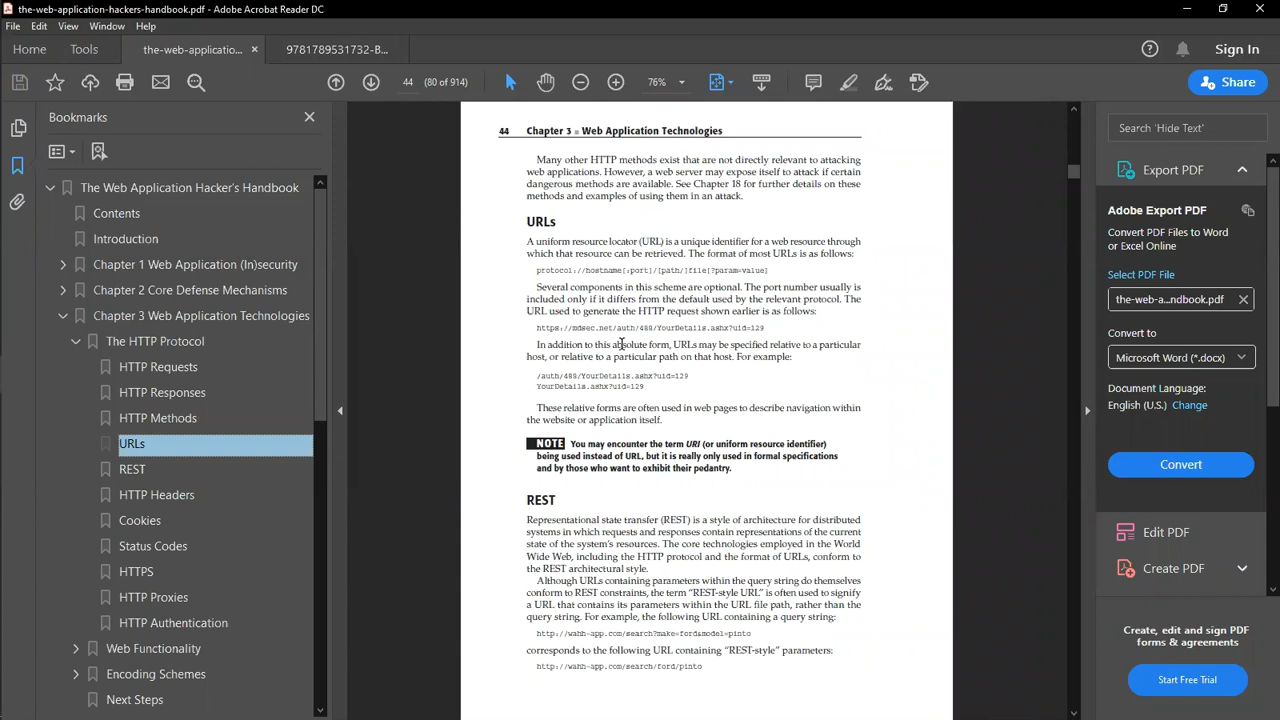 the-web-application-hackers-handbook.pdf - Adobe Acrobat Reader DC
File Edit View Window Help
Home Tools the-web-applicatio... × 9781789531732-B... Sign In
44 (80 of 914) 76% Share
Bookmarks
The Web Application Hacker's Handbook
Contents
Introduction
Chapter 1 Web Application (In)security
Chapter 2 Core Defense Mechanisms
Chapter 3 Web Application Technologies
The HTTP Protocol
HTTP Requests
HTTP Responses
HTTP Methods
URLs
REST
HTTP Headers
Cookies
Status Codes
HTTPS
HTTP Proxies
HTTP Authentication
Web Functionality
Encoding Schemes
Next Steps
44 Chapter 3 ■ Web Application Technologies
Many other HTTP methods exist that are not directly relevant to attacking
web applications. However, a web server may expose itself to attack if certain
dangerous methods are available. See Chapter 18 for further details on these
methods and examples of using them in an attack.
URLs
A uniform resource locator (URL) is a unique identifier for a web resource through
which that resource can be retrieved. The format of most URLs is as follows:
protocol://hostname[:port]/[path/]file[?param=value]
Several components in this scheme are optional. The port number usually is
included only if it differs from the default used by the relevant protocol. The
URL used to generate the HTTP request shown earlier is as follows:
https://mdsec.net/auth/488/YourDetails.ashx?uid=129
In addition to this absolute form, URLs may be specified relative to a particular
host, or relative to a particular path on that host. For example:
/auth/488/YourDetails.ashx?uid=129
YourDetails.ashx?uid=129
These relative forms are often used in web pages to describe navigation within
the website or application itself.
NOTE You may encounter the term URI (or uniform resource identifier)
being used instead of URL, but it is really only used in formal specifications
and by those who want to exhibit their pedantry.
REST
Representational state transfer (REST) is a style of architecture for distributed
systems in which requests and responses contain representations of the current
state of the system's resources. The core technologies employed in the World
Wide Web, including the HTTP protocol and the format of URLs, conform to
the REST architectural style.
Although URLs containing parameters within the query string do themselves
conform to REST constraints, the term "REST-style URL" is often used to signify
a URL that contains its parameters within the URL file path, rather than the
query string. For example, the following URL containing a query string:
http://wahh-app.com/search?make=ford&model=pinto
corresponds to the following URL containing "REST-style" parameters:
http://wahh-app.com/search/ford/pinto
Search 'Hide Text'
Export PDF
Adobe Export PDF
Convert PDF Files to Word
or Excel Online
Select PDF File
the-web-a...ndbook.pdf
Convert to
Microsoft Word (*.docx)
Document Language:
English (U.S.) Change
Convert
Edit PDF
Create PDF
Create, edit and sign PDF
forms & agreements
Start Free Trial